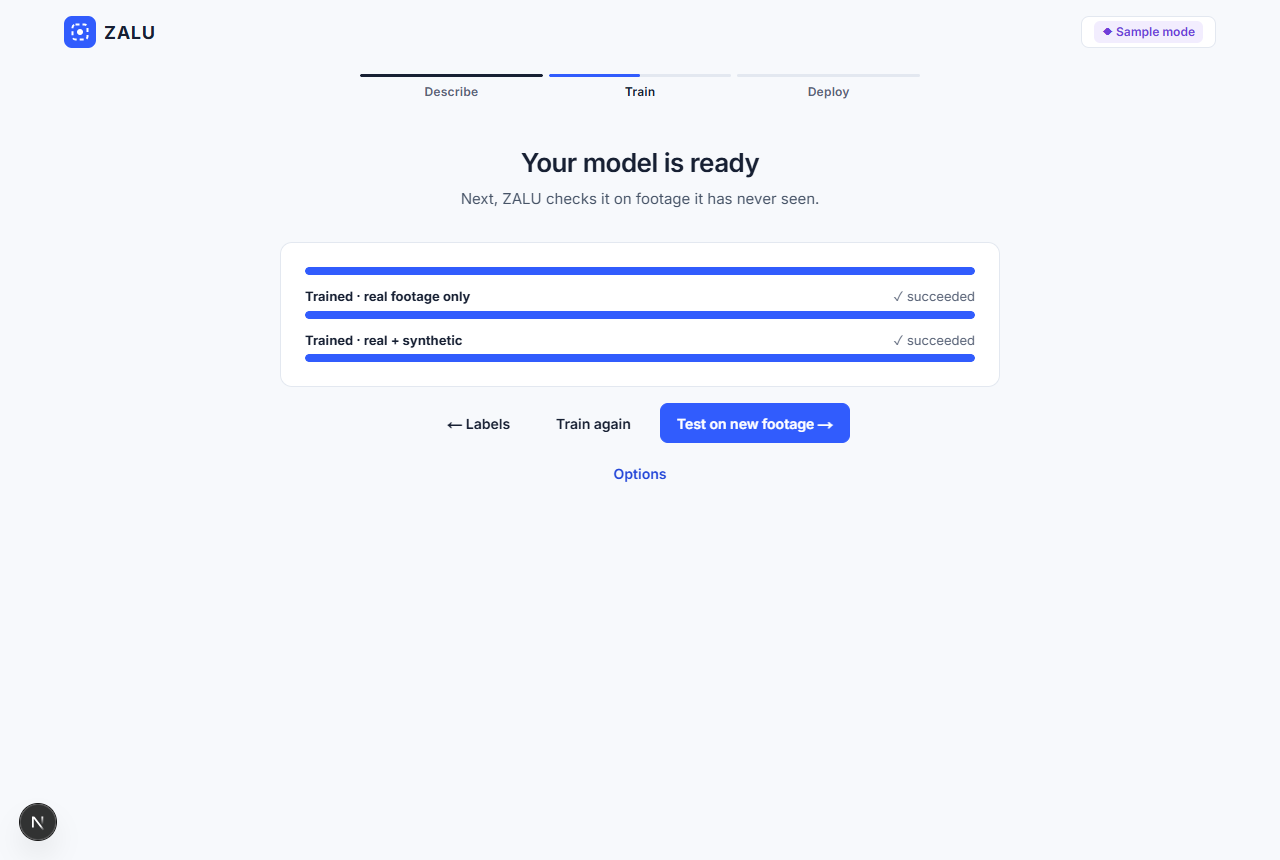 ZALU
Sample mode
Describe
Train
Deploy
Your model is ready
Next, ZALU checks it on footage it has never seen.
Trained · real footage only
✓ succeeded
Trained · real + synthetic
✓ succeeded
← Labels
Train again
Test on new footage →
Options
N